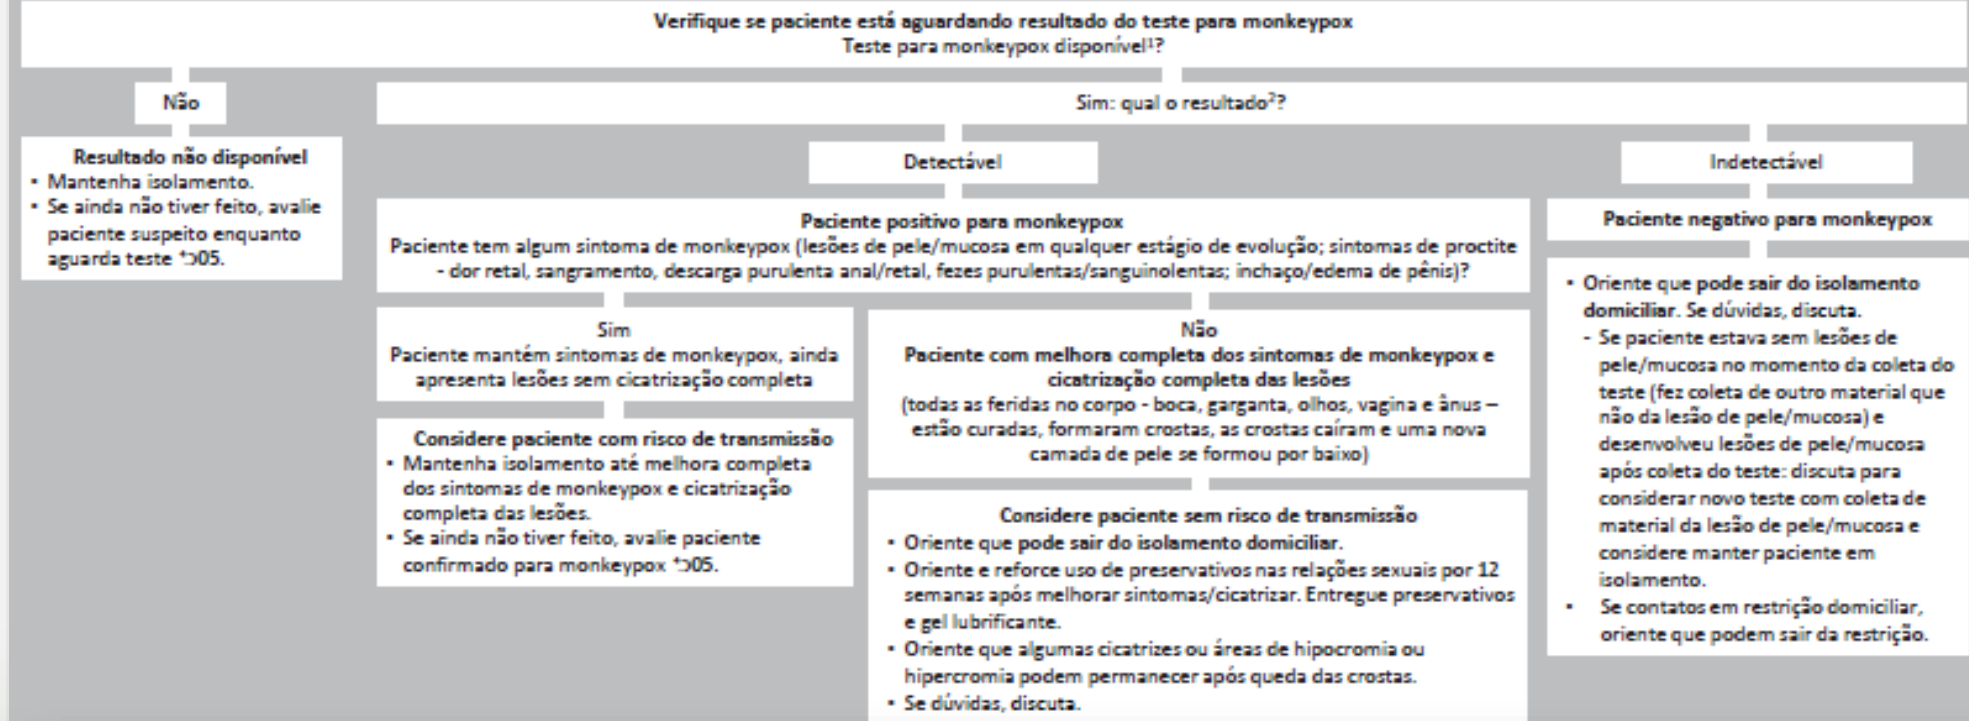 Verifique se paciente está aguardando resultado do teste para monkeypox
Teste para monkeypox disponível¹?
Não
Resultado não disponível
• Mantenha isolamento.
• Se ainda não tiver feito, avalie
paciente suspeito enquanto
aguarda teste 05.
Sim: qual o resultado²?
Detectável
Paciente positivo para monkeypox
Paciente tem algum sintoma de monkeypox (lesões de pele/mucosa em qualquer estágio de evolução; sintomas de proctite
- dor retal, sangramento, descarga purulenta anal/retal, fezes purulentas/sanguinolentas; inchaço/edema de pênis)?
Sim
Paciente mantém sintomas de monkeypox, ainda
apresenta lesões sem cicatrização completa
Considere paciente com risco de transmissão
• Mantenha isolamento até melhora completa
dos sintomas de monkeypox e cicatrização
completa das lesões.
• Se ainda não tiver feito, avalie paciente
confirmado para monkeypox 05.
Não
Paciente com melhora completa dos sintomas de monkeypox e
cicatrização completa das lesões
(todas as feridas no corpo - boca, garganta, olhos, vagina e ânus –
estão curadas, formaram crostas, as crostas caíram e uma nova
camada de pele se formou por baixo)
Considere paciente sem risco de transmissão
• Oriente que pode sair do isolamento domiciliar.
• Oriente e reforce uso de preservativos nas relações sexuais por 12
semanas após melhorar sintomas/cicatrizar. Entregue preservativos
e gel lubrificante.
• Oriente que algumas cicatrizes ou áreas de hipocromia ou
hipercromia podem permanecer após queda das crostas.
• Se dúvidas, discuta.
Indetectável
Paciente negativo para monkeypox
• Oriente que pode sair do isolamento
domiciliar. Se dúvidas, discuta.
- Se paciente estava sem lesões de
pele/mucosa no momento da coleta do
teste (fez coleta de outro material que
não da lesão de pele/mucosa) e
desenvolveu lesões de pele/mucosa
após coleta do teste: discuta para
considerar novo teste com coleta de
material da lesão de pele/mucosa e
considere manter paciente em
isolamento.
• Se contatos em restrição domiciliar,
oriente que podem sair da restrição.